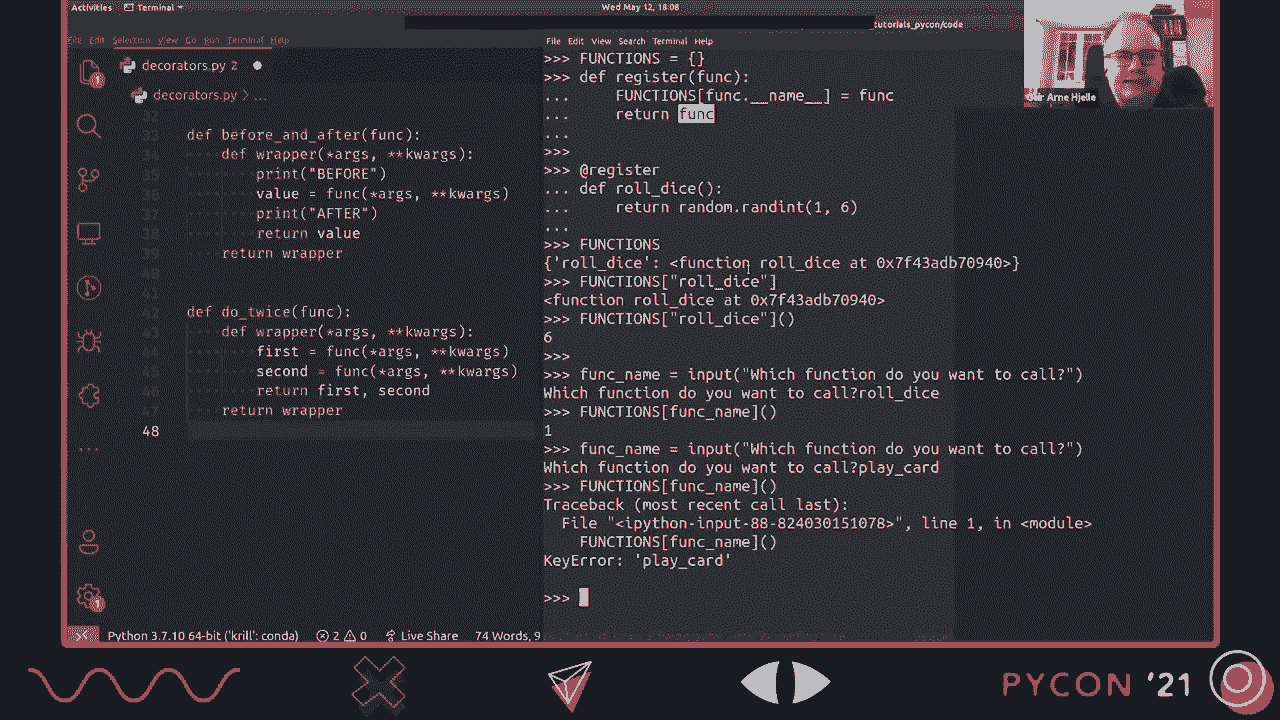 Activities Terminal Wed May 12, 18:08
_tutorials_pycon/code
File Edit Selection View Go Run Terminal Help
decorators.py 2
decorators.py > ...
32
33 def before_and_after(func):
34 def wrapper(*args, **kwargs):
35 print("BEFORE")
36 value = func(*args, **kwargs)
37 print("AFTER")
38 return value
39 return wrapper
40
41
42 def do_twice(func):
43 def wrapper(*args, **kwargs):
44 first = func(*args, **kwargs)
45 second = func(*args, **kwargs)
46 return first, second
47 return wrapper
48
1
1
Python 3.7.10 64-bit ('krill': conda) 2 0 Live Share 74 Words, 9
File Edit View Search Terminal Help
>>> FUNCTIONS = {}
>>> def register(func):
... FUNCTIONS[func.__name__] = func
... return func
...
>>>
>>> @register
... def roll_dice():
... return random.randint(1, 6)
...
>>> FUNCTIONS
{'roll_dice': <function roll_dice at 0x7f43adb70940>}
>>> FUNCTIONS["roll_dice"]
<function roll_dice at 0x7f43adb70940>
>>> FUNCTIONS["roll_dice"]()
6
>>>
>>> func_name = input("Which function do you want to call?")
Which function do you want to call?roll_dice
>>> FUNCTIONS[func_name]()
1
>>> func_name = input("Which function do you want to call?")
Which function do you want to call?play_card
>>> FUNCTIONS[func_name]()
Traceback (most recent call last):
File "<ipython-input-88-824030151078>", line 1, in <module>
FUNCTIONS[func_name]()
KeyError: 'play_card'
>>>
Arne Hjelle
PYCON '21